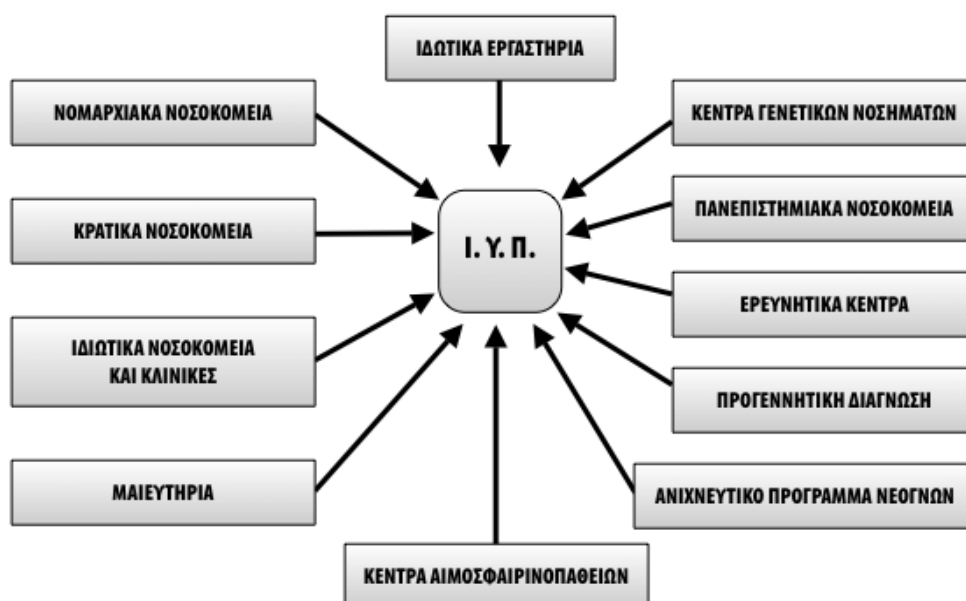 ΙΔΩΤΙΚΑ ΕΡΓΑΣΤΗΡΙΑ
ΝΟΜΑΡΧΙΑΚΑ ΝΟΣΟΚΟΜΕΙΑ
ΚΕΝΤΡΑ ΓΕΝΕΤΙΚΩΝ ΝΟΣΗΜΑΤΩΝ
ΚΡΑΤΙΚΑ ΝΟΣΟΚΟΜΕΙΑ
Ι. Υ. Π.
ΠΑΝΕΠΙΣΤΗΜΙΑΚΑ ΝΟΣΟΚΟΜΕΙΑ
ΕΡΕΥΝΗΤΙΚΑ ΚΕΝΤΡΑ
ΙΔΙΩΤΙΚΑ ΝΟΣΟΚΟΜΕΙΑ
ΚΑΙ ΚΛΙΝΙΚΕΣ
ΠΡΟΓΕΝΝΗΤΙΚΗ ΔΙΑΓΝΩΣΗ
ΜΑΙΕΥΤΗΡΙΑ
ΑΝΙΧΝΕΥΤΙΚΟ ΠΡΟΓΡΑΜΜΑ ΝΕΟΓΝΩΝ
ΚΕΝΤΡΑ ΑΙΜΟΣΦΑΙΡΙΝΟΠΑΘΕΙΩΝ